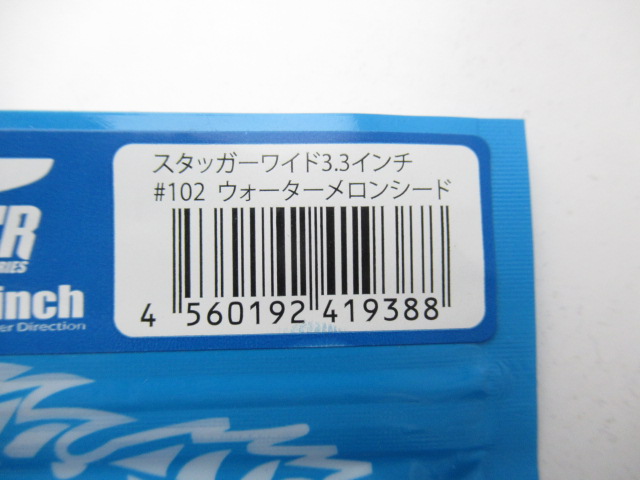 スタッガーワイド3.3インチ
#102 ウォーターメロンシード
4 560192 419388
inch
Direction